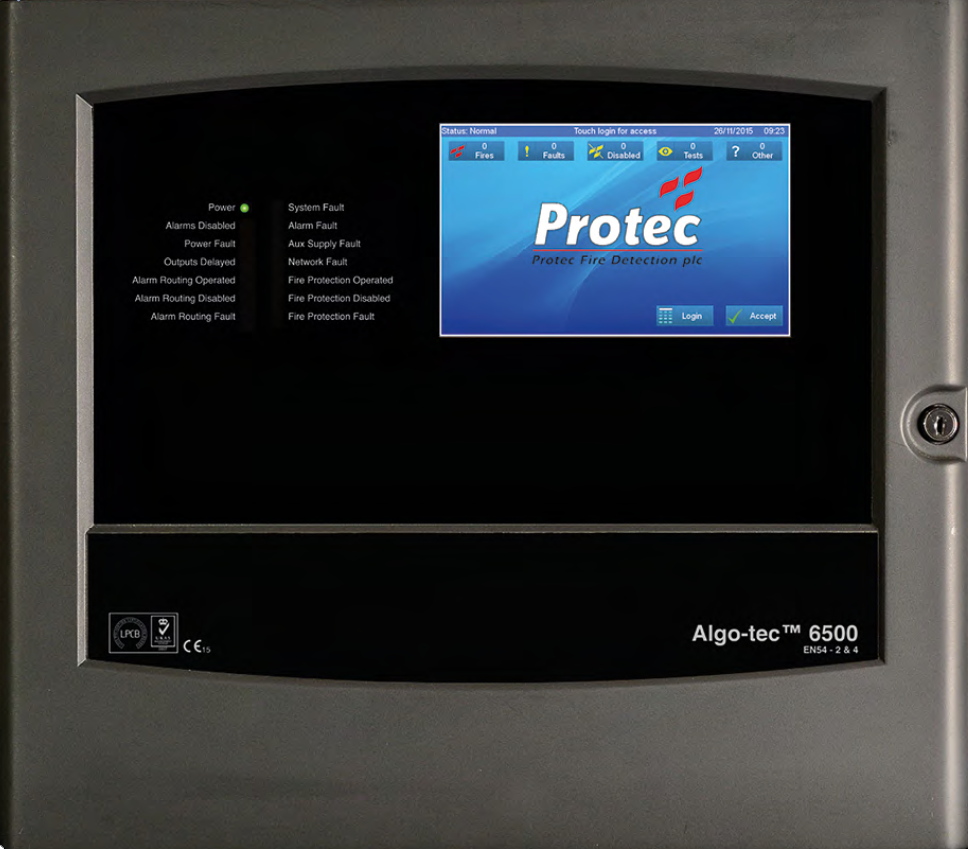 Status: Normal Touch login for access 26/11/2015 09:23
0 0 0 0 0
Fires Faults Disabled Tests ? Other
Protec
Protec Fire Detection plc
Login Accept
Power System Fault
Alarms Disabled Alarm Fault
Power Fault Aux Supply Fault
Outputs Delayed Network Fault
Alarm Routing Operated Fire Protection Operated
Alarm Routing Disabled Fire Protection Disabled
Alarm Routing Fault Fire Protection Fault
LPCB
CE 15
Algo-tec™ 6500
EN54 - 2 & 4